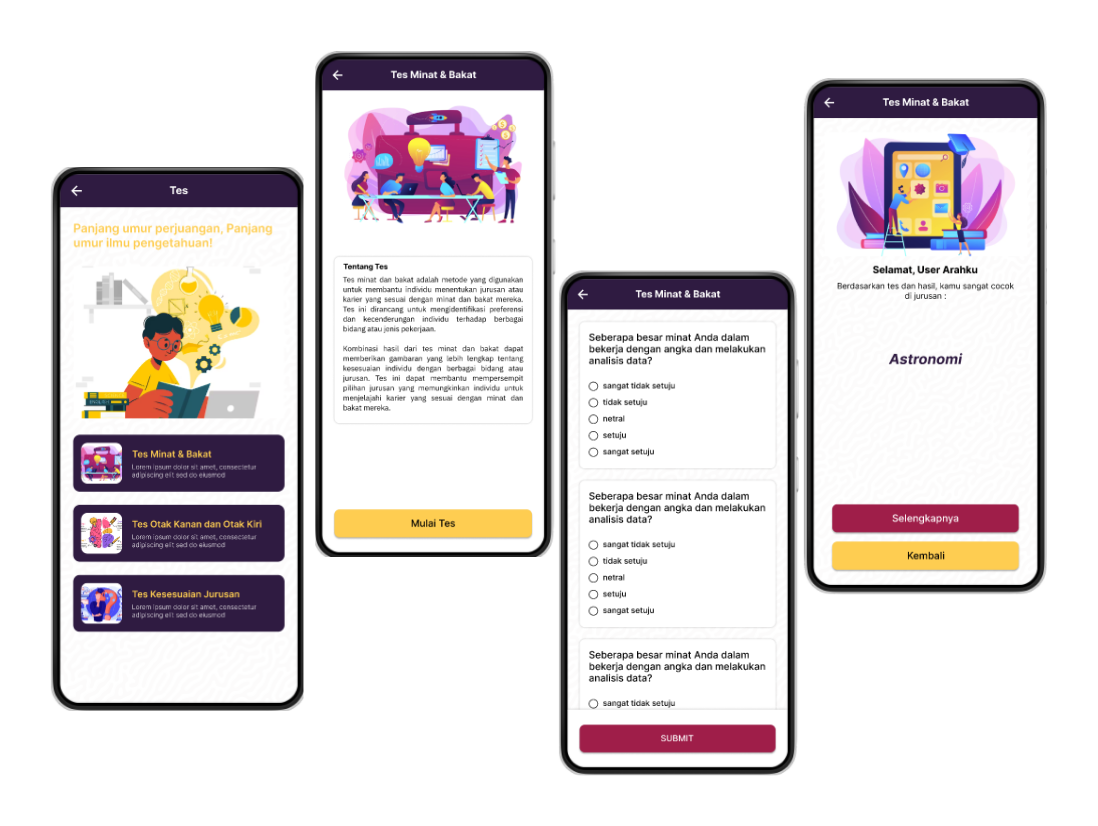 Tes
Panjang umur perjuangan, Panjang
umur ilmu pengetahuan!
Tes Minat & Bakat
Lorem ipsum dolor sit amet, consectetur
adipiscing elit sed do eiusmod
Tes Otak Kanan dan Otak Kiri
Lorem ipsum dolor sit amet, consectetur
adipiscing elit sed do eiusmod
Tes Kesesuaian Jurusan
Lorem ipsum dolor sit amet, consectetur
adipiscing elit sed do eiusmod
Tes Minat & Bakat
Tentang Tes
Tes minat dan bakat adalah metode yang digunakan
untuk membantu individu menentukan jurusan atau
karier yang sesuai dengan minat dan bakat mereka.
Tes ini dirancang untuk mengidentifikasi preferensi
dan kecenderungan individu terhadap berbagai
bidang atau jenis pekerjaan.
Kombinasi hasil dari tes minat dan bakat dapat
memberikan gambaran yang lebih lengkap tentang
kesesuaian individu dengan berbagai bidang atau
jurusan. Tes ini dapat membantu mempersempit
pilihan jurusan yang memungkinkan individu untuk
menjelajahi karier yang sesuai dengan minat dan
bakat mereka.
Mulai Tes
Tes Minat & Bakat
Seberapa besar minat Anda dalam
bekerja dengan angka dan melakukan
analisis data?
sangat tidak setuju
tidak setuju
netral
setuju
sangat setuju
Seberapa besar minat Anda dalam
bekerja dengan angka dan melakukan
analisis data?
sangat tidak setuju
tidak setuju
netral
setuju
sangat setuju
Seberapa besar minat Anda dalam
bekerja dengan angka dan melakukan
analisis data?
sangat tidak setuju
SUBMIT
Tes Minat & Bakat
Selamat, User Arahku
Berdasarkan tes dan hasil, kamu sangat cocok
di jurusan :
Astronomi
Selengkapnya
Kembali